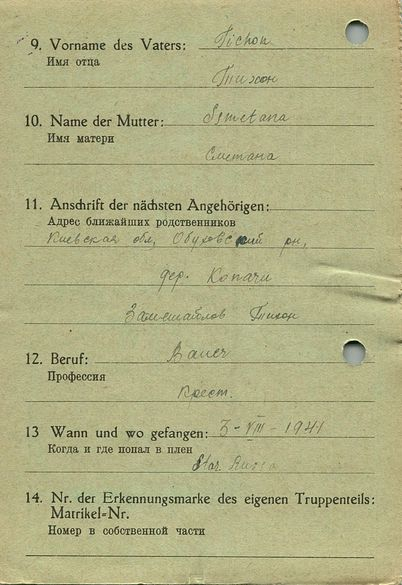 9. Vorname des Vaters: Tichon
Имя отца
Тихон
10. Name der Mutter: Smetana
Имя матери
Сметана
11. Anschrift der nächsten Angehörigen:
Адрес ближайших родственников
Киевская обл, Обуховский рн,
дер. Копачи
Тихон
12. Beruf: Bauer
Профессия
Крест.
13 Wann und wo gefangen: 3-VIII-1941
Когда и где попал в плен
Star. Russa
14. Nr. der Erkennungsmarke des eigenen Truppenteils:
Matrikel=Nr.
Номер в собственной части